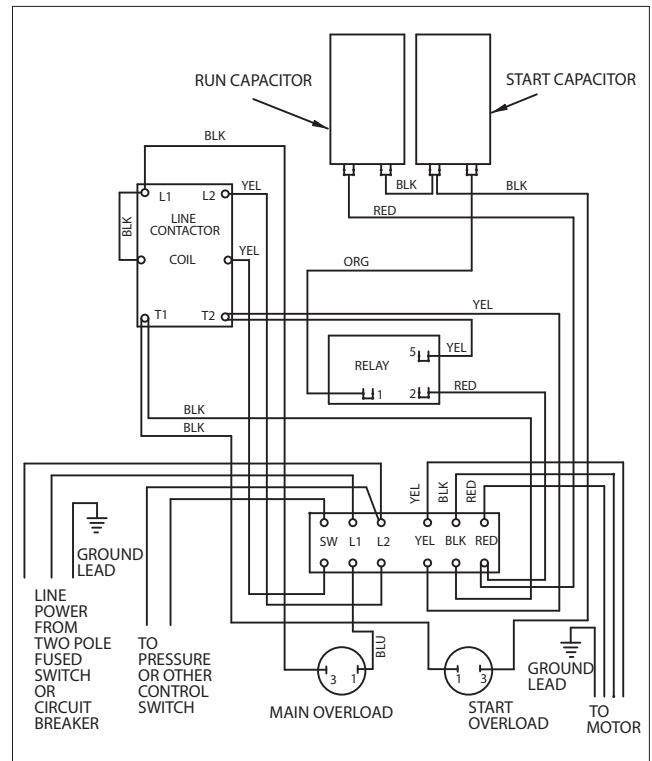 RUN CAPACITOR
START CAPACITOR
BLK
L1
L2
YEL
BLK
BLK
RED
LINE
CONTACTOR
BLK
COIL
YEL
ORG
T1
T2
YEL
5
YEL
RELAY
1
2
RED
BLK
BLK
YEL
BLK
RED
SW
L1
L2
YEL
BLK
RED
GROUND
LEAD
LINE
POWER
FROM
TWO POLE
FUSED
SWITCH
OR
CIRCUIT
BREAKER
TO
PRESSURE
OR OTHER
CONTROL
SWITCH
BLU
3
1
MAIN OVERLOAD
1
3
START
OVERLOAD
GROUND
LEAD
TO
MOTOR